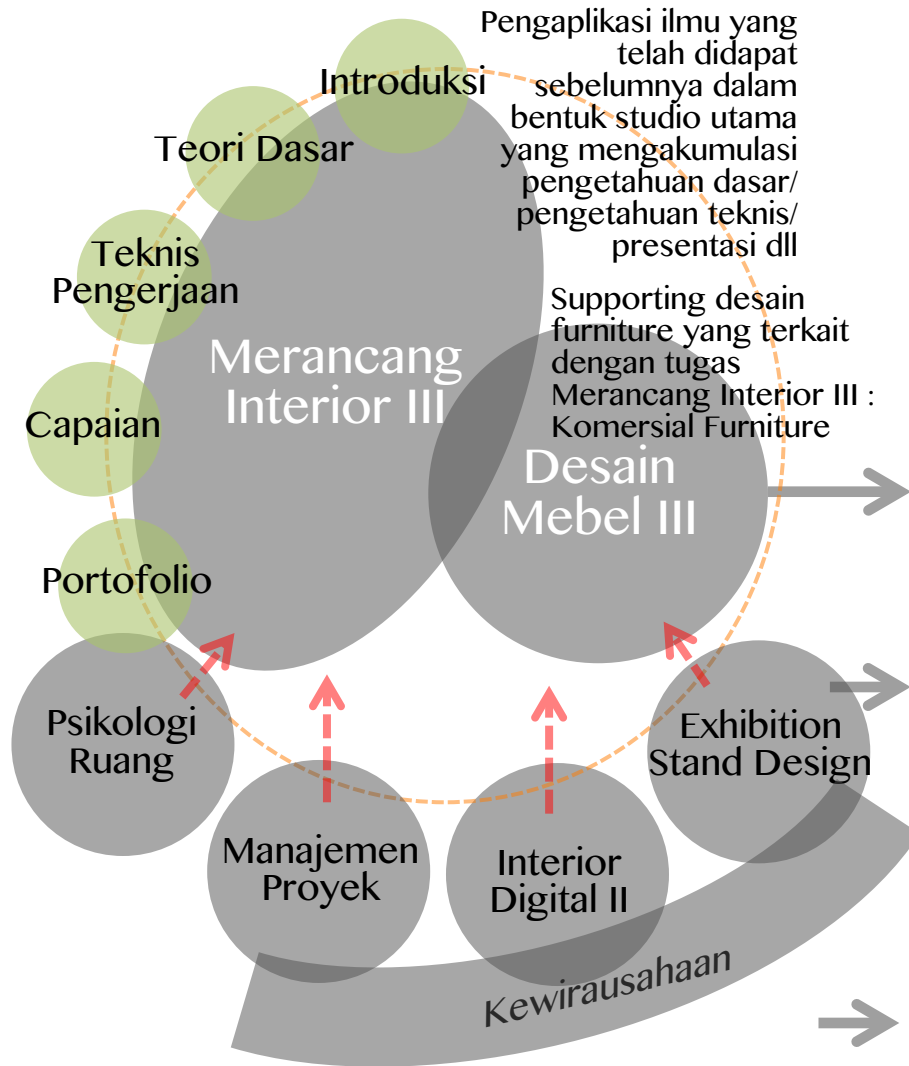 Introduksi
Teori Dasar
Teknis
Pengerjaan
Capaian
Portofolio
Pengaplikasi ilmu yang
telah didapat
sebelumnya dalam
bentuk studio utama
yang mengakumulasi
pengetahuan dasar/
pengetahuan teknis/
presentasi dll
Supporting desain
furniture yang terkait
dengan tugas
Merancang Interior III :
Komersial Furniture
Merancang
Interior III
Desain
Mebel III
Psikologi
Ruang
Manajemen
Proyek
Interior
Digital II
Exhibition
Stand Design
Kewirausahaan